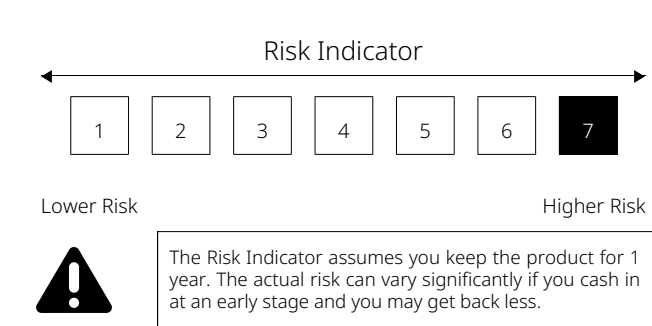 Risk Indicator
1 2 3 4 5 6 7
Lower Risk Higher Risk
The Risk Indicator assumes you keep the product for 1
year. The actual risk can vary significantly if you cash in
at an early stage and you may get back less.